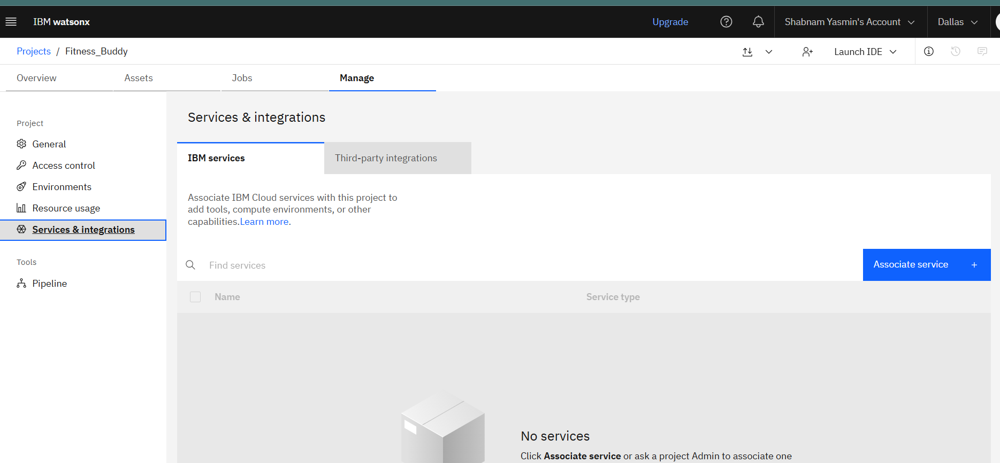 IBM watsonx
Upgrade
Shabnam Yasmin's Account
Dallas
Projects / Fitness_Buddy
Launch IDE
Overview
Assets
Jobs
Manage
Project
General
Access control
Environments
Resource usage
Services & integrations
Tools
Pipeline
Services & integrations
IBM services
Third-party integrations
Associate IBM Cloud services with this project to
add tools, compute environments, or other
capabilities.Learn more.
Find services
Associate service +
Name
Service type
No services
Click Associate service or ask a project Admin to associate one